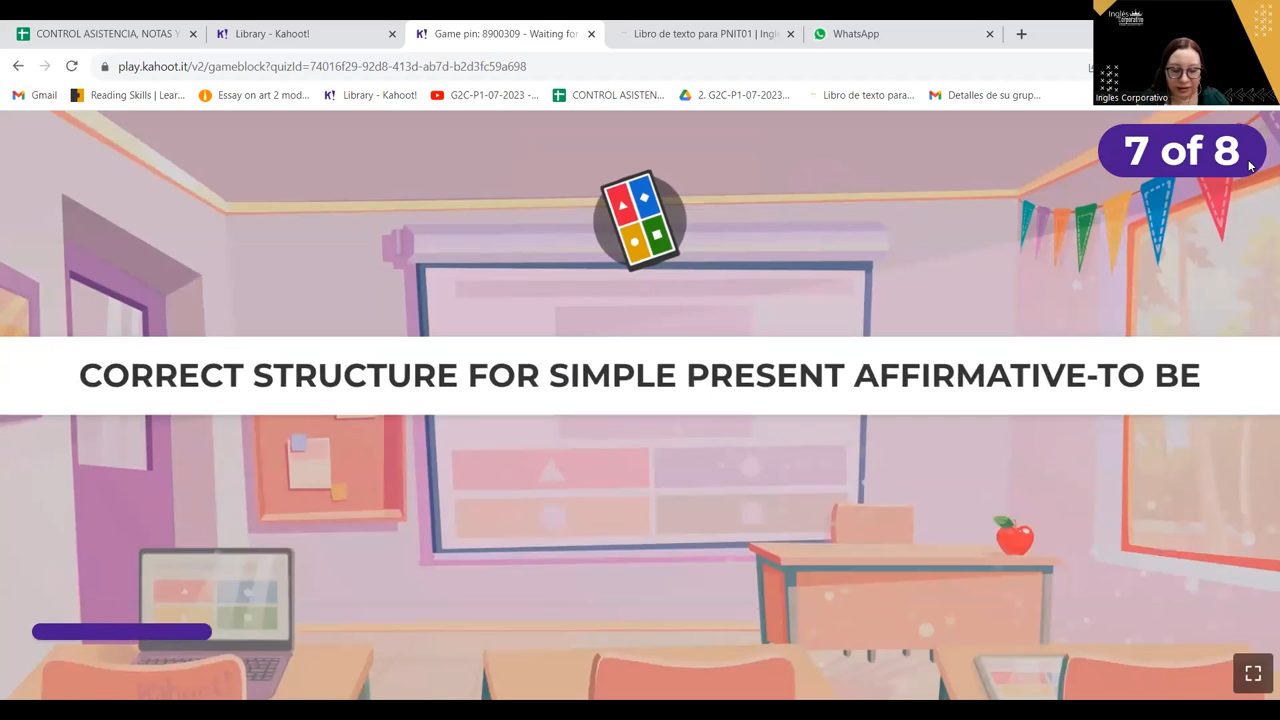 CONTROL ASISTENCIA, NOTAS Y
Library - Kahoot!
Game pin: 8900309 - Waiting for
Libro de texto para PNIT01 | Ingl
WhatsApp
play.kahoot.it/v2/gameblock?quizId=74016f29-92d8-413d-ab7d-b2d3fc59a698
Gmail
Reading Skills | Lear...
Essay on art 2 mod...
Library - Kahoot!
G2C-P1-07-2023 -...
CONTROL ASISTEN...
2. G2C-P1-07-2023...
Libro de texto para...
Detalles de su grup...
Inglés
Corporativo
Ingles Corporativo
7 of 8
CORRECT STRUCTURE FOR SIMPLE PRESENT AFFIRMATIVE-TO BE
Kahoot!